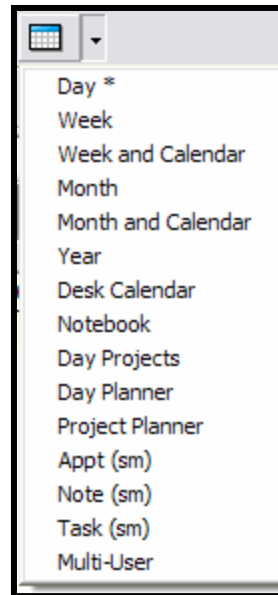 Day *
Week
Week and Calendar
Month
Month and Calendar
Year
Desk Calendar
Notebook
Day Projects
Day Planner
Project Planner
Appt (sm)
Note (sm)
Task (sm)
Multi-User